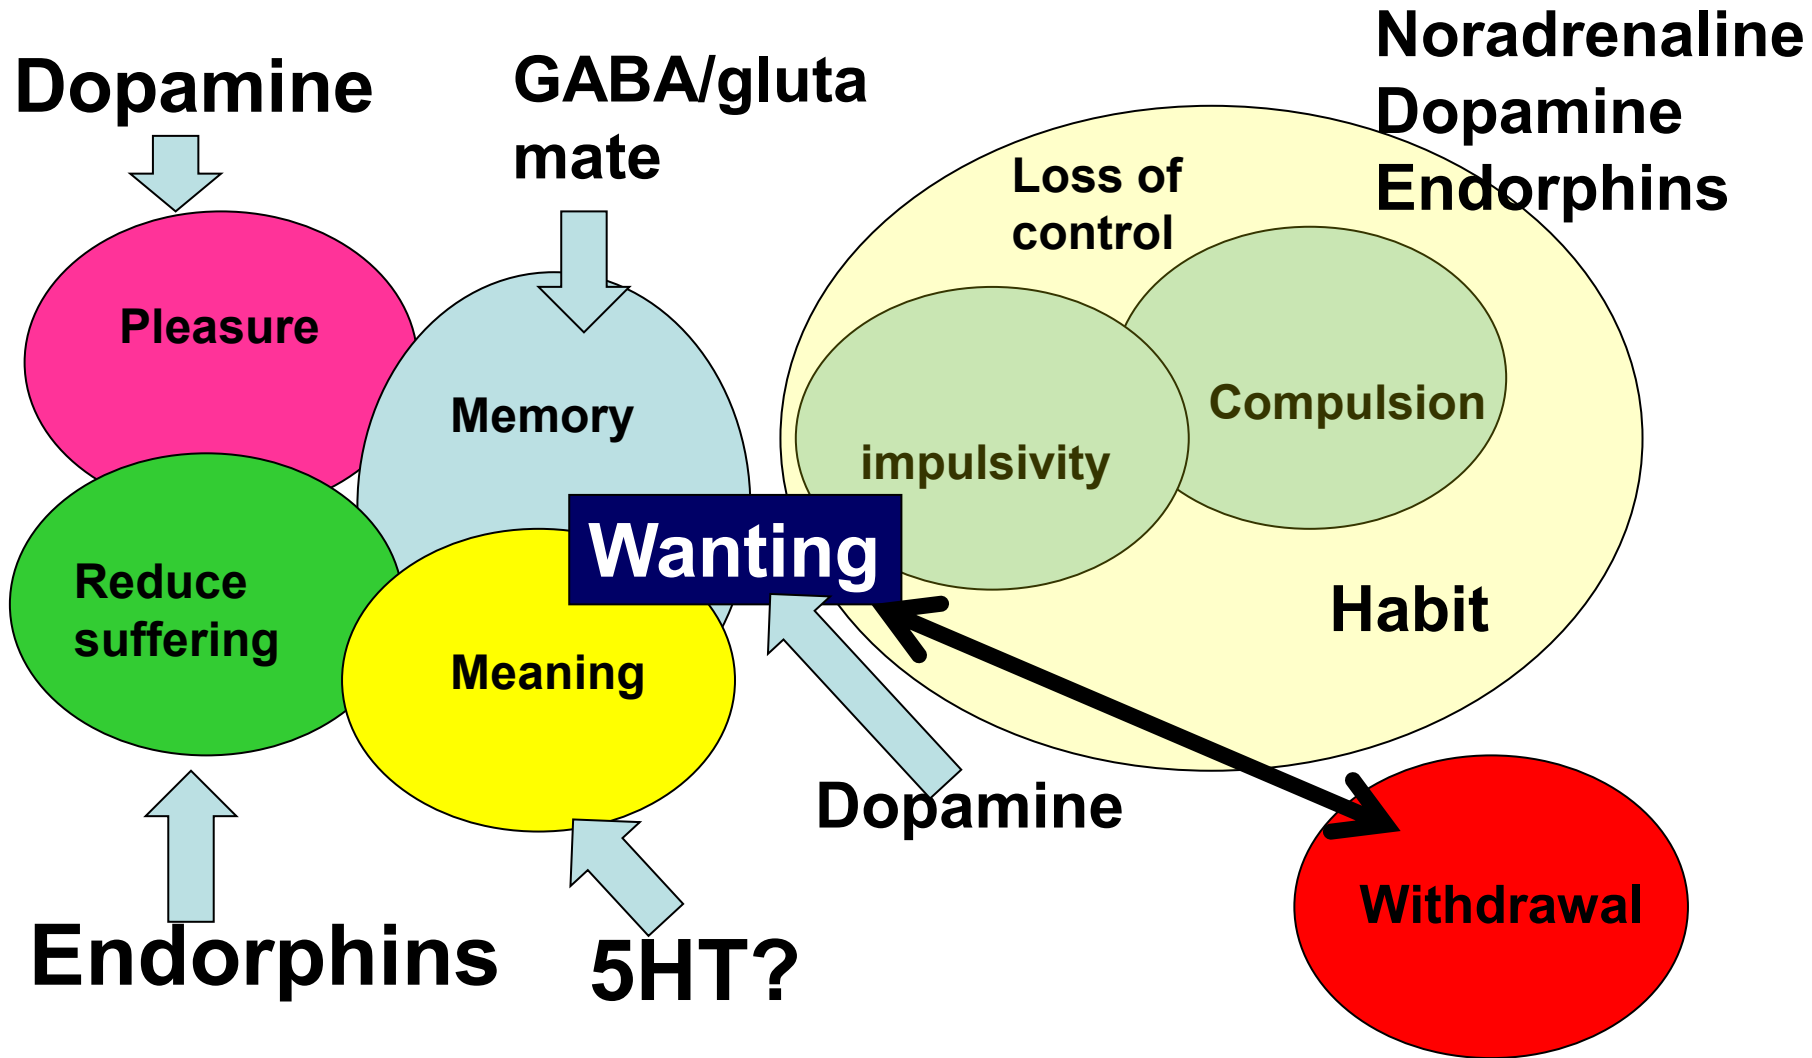 Dopamine
GABA/gluta
mate
Noradrenaline
Dopamine
Endorphins
Loss of
control
Pleasure
Memory
impulsivity
Compulsion
Wanting
Reduce
suffering
Meaning
Habit
Dopamine
Withdrawal
Endorphins
5HT?